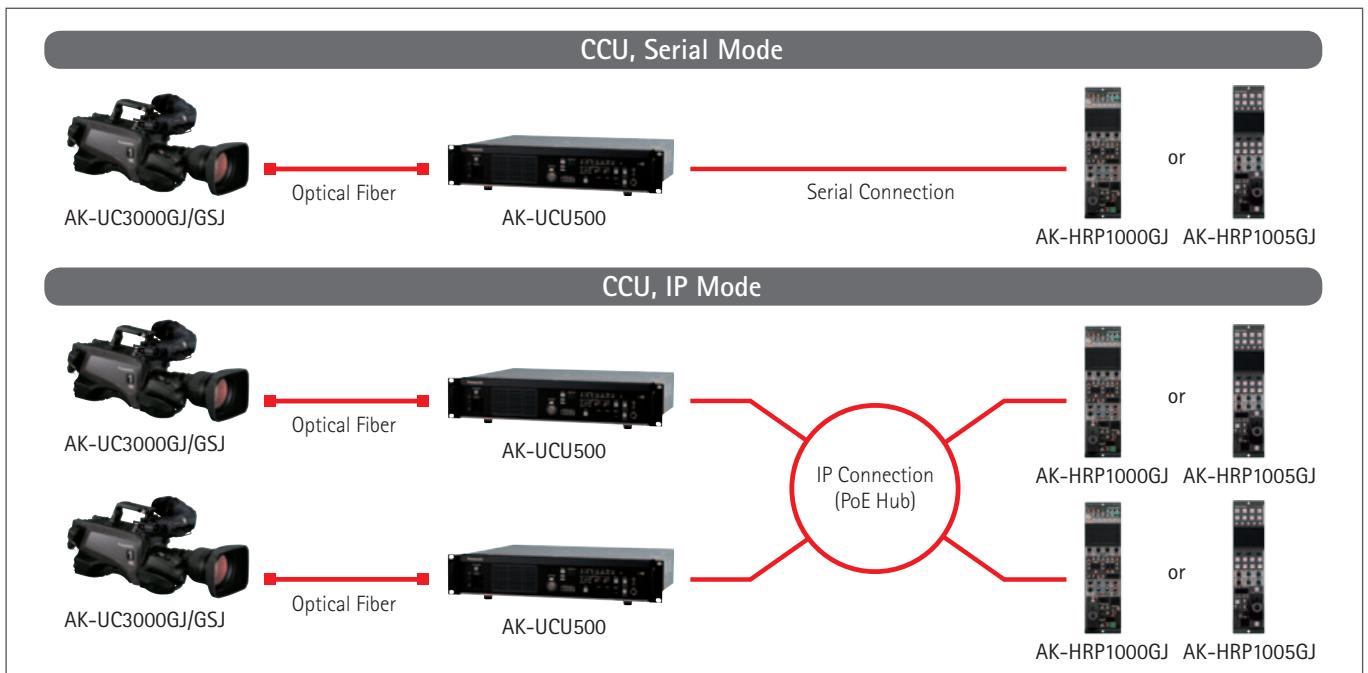 CCU, Serial Mode
Optical Fiber
Serial Connection
or
AK-UC3000GJ/GSJ
AK-UCU500
AK-HRP1000GJ AK-HRP1005GJ
CCU, IP Mode
Optical Fiber
or
AK-UC3000GJ/GSJ
AK-UCU500
IP Connection
(PoE Hub)
AK-HRP1000GJ AK-HRP1005GJ
Optical Fiber
or
AK-UC3000GJ/GSJ
AK-UCU500
AK-HRP1000GJ AK-HRP1005GJ